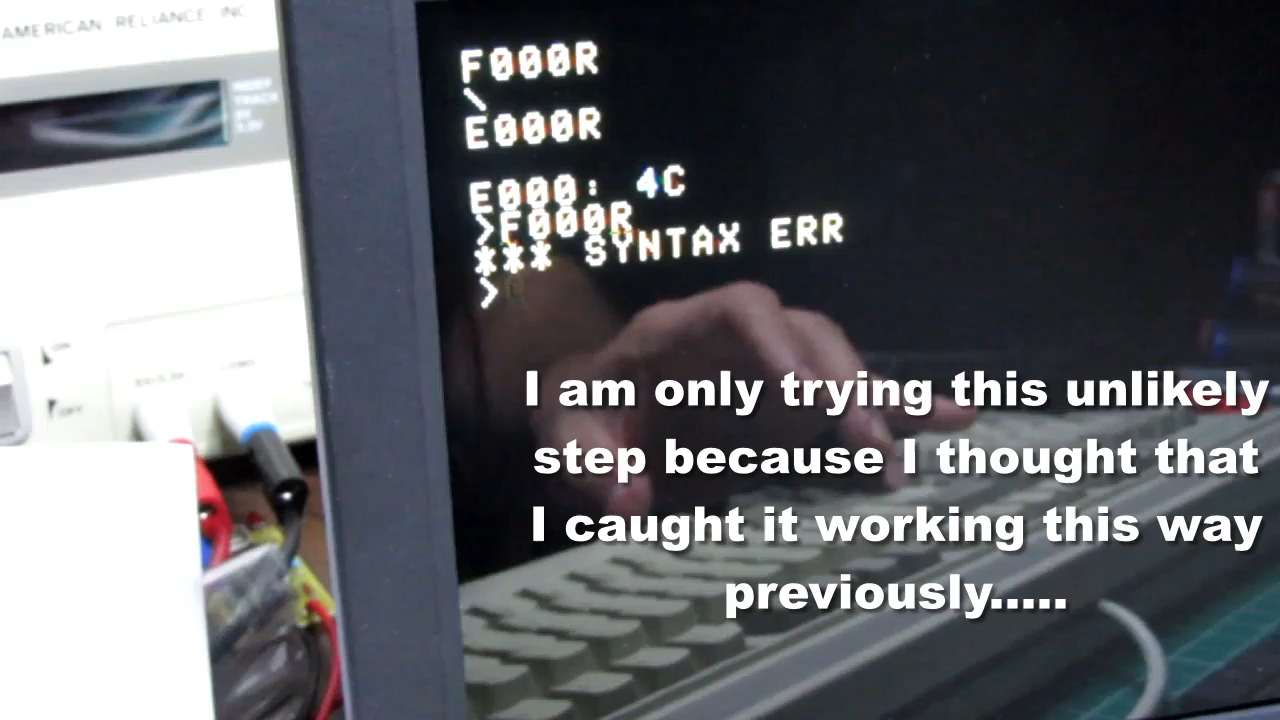 AMERICAN RELIANCE INC
F000R
\
E000R
E000: 4C
>F000R
*** SYNTAX ERR
>@
I am only trying this unlikely
step because I thought that
I caught it working this way
previously.....